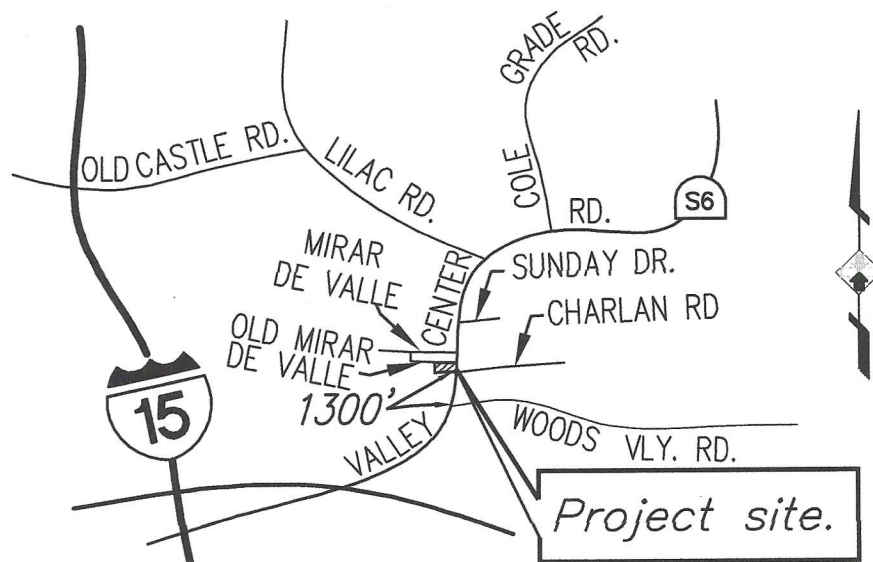 GRADE
RD.
OLD CASTLE RD.
LILAC RD.
COLE
RD.
S6
MIRAR
DE VALLE
CENTER
SUNDAY DR.
CHARLAN RD
OLD MIRAR
DE VALLE
1300'
15
VALLEY
WOODS
VLY. RD.
Project site.